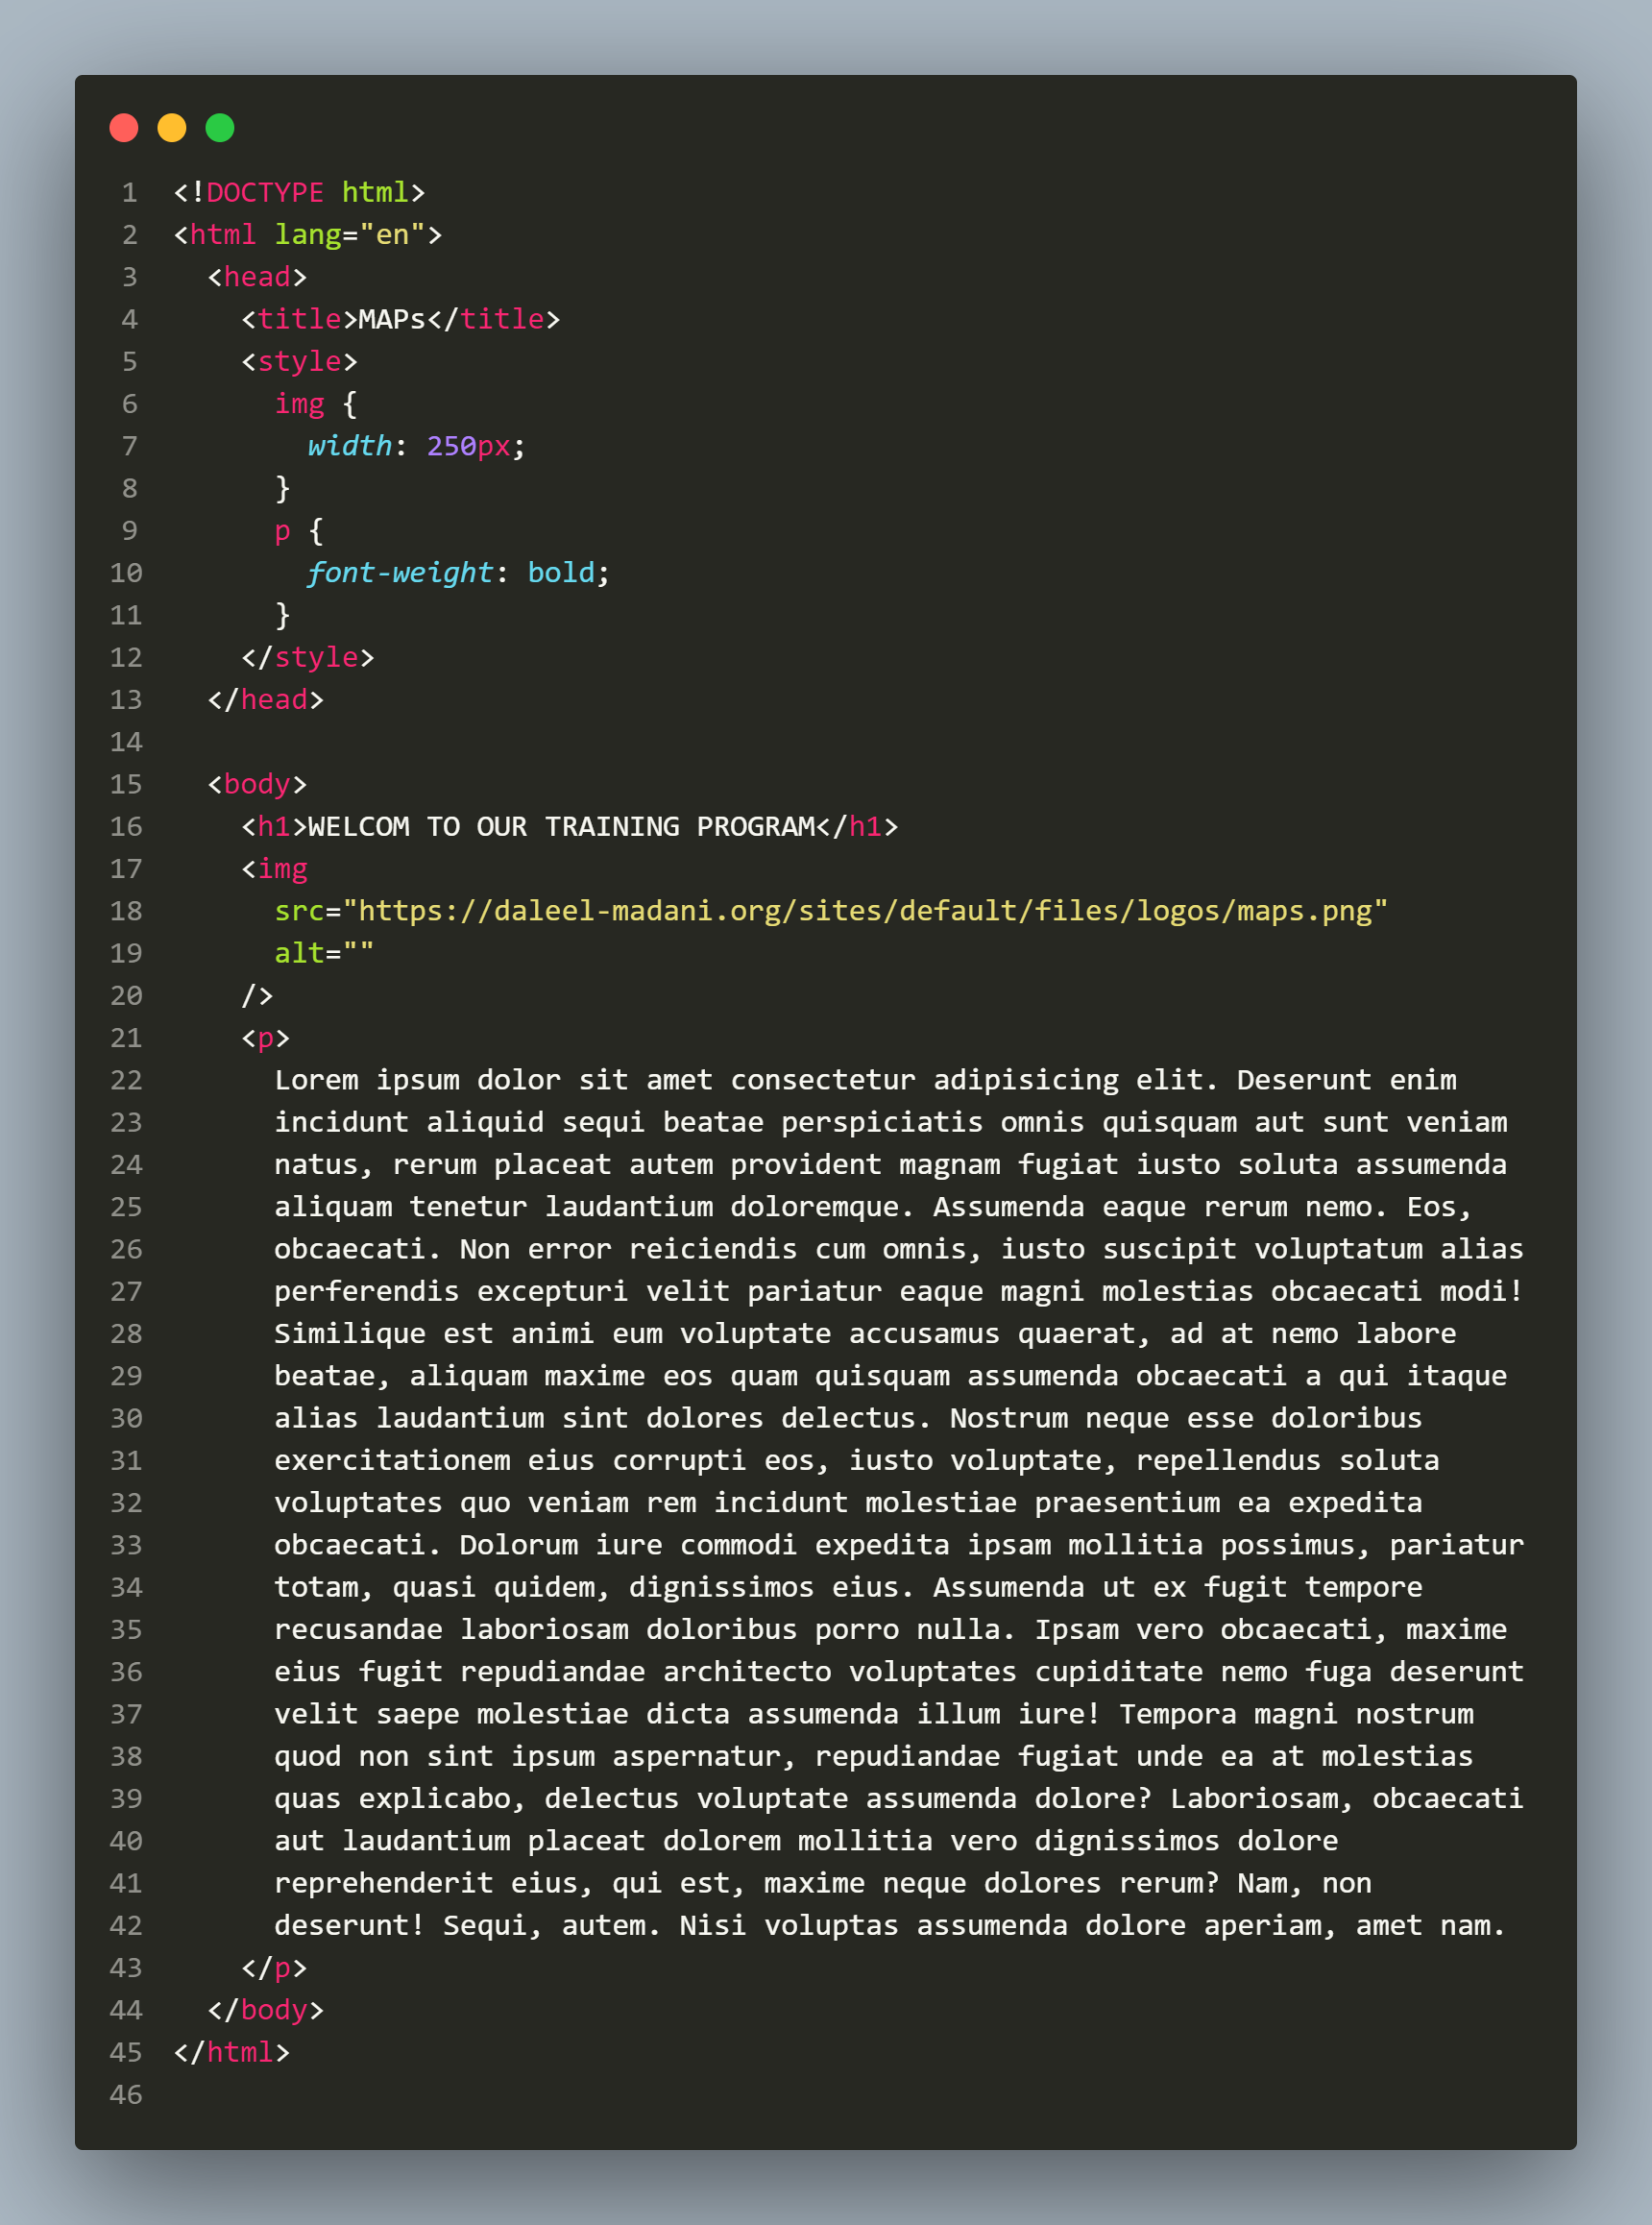 1 <!DOCTYPE html>
2 <html lang="en">
3   <head>
4     <title>MAPs</title>
5     <style>
6       img {
7         width: 250px;
8       }
9       p {
10         font-weight: bold;
11       }
12     </style>
13   </head>
14
15   <body>
16     <h1>WELCOM TO OUR TRAINING PROGRAM</h1>
17     <img
18       src="https://daleel-madani.org/sites/default/files/logos/maps.png"
19       alt=""
20     />
21     <p>
22       Lorem ipsum dolor sit amet consectetur adipisicing elit. Deserunt enim
23       incidunt aliquid sequi beatae perspiciatis omnis quisquam aut sunt veniam
24       natus, rerum placeat autem provident magnam fugiat iusto soluta assumenda
25       aliquam tenetur laudantium doloremque. Assumenda eaque rerum nemo. Eos,
26       obcaecati. Non error reiciendis cum omnis, iusto suscipit voluptatum alias
27       perferendis excepturi velit pariatur eaque magni molestias obcaecati modi!
28       Similique est animi eum voluptate accusamus quaerat, ad at nemo labore
29       beatae, aliquam maxime eos quam quisquam assumenda obcaecati a qui itaque
30       alias laudantium sint dolores delectus. Nostrum neque esse doloribus
31       exercitationem eius corrupti eos, iusto voluptate, repellendus soluta
32       voluptates quo veniam rem incidunt molestiae praesentium ea expedita
33       obcaecati. Dolorum iure commodi expedita ipsam mollitia possimus, pariatur
34       totam, quasi quidem, dignissimos eius. Assumenda ut ex fugit tempore
35       recusandae laboriosam doloribus porro nulla. Ipsam vero obcaecati, maxime
36       eius fugit repudiandae architecto voluptates cupiditate nemo fuga deserunt
37       velit saepe molestiae dicta assumenda illum iure! Tempora magni nostrum
38       quod non sint ipsum aspernatur, repudiandae fugiat unde ea at molestias
39       quas explicabo, delectus voluptate assumenda dolore? Laboriosam, obcaecati
40       aut laudantium placeat dolorem mollitia vero dignissimos dolore
41       reprehenderit eius, qui est, maxime neque dolores rerum? Nam, non
42       deserunt! Sequi, autem. Nisi voluptas assumenda dolore aperiam, amet nam.
43     </p>
44   </body>
45 </html>
46